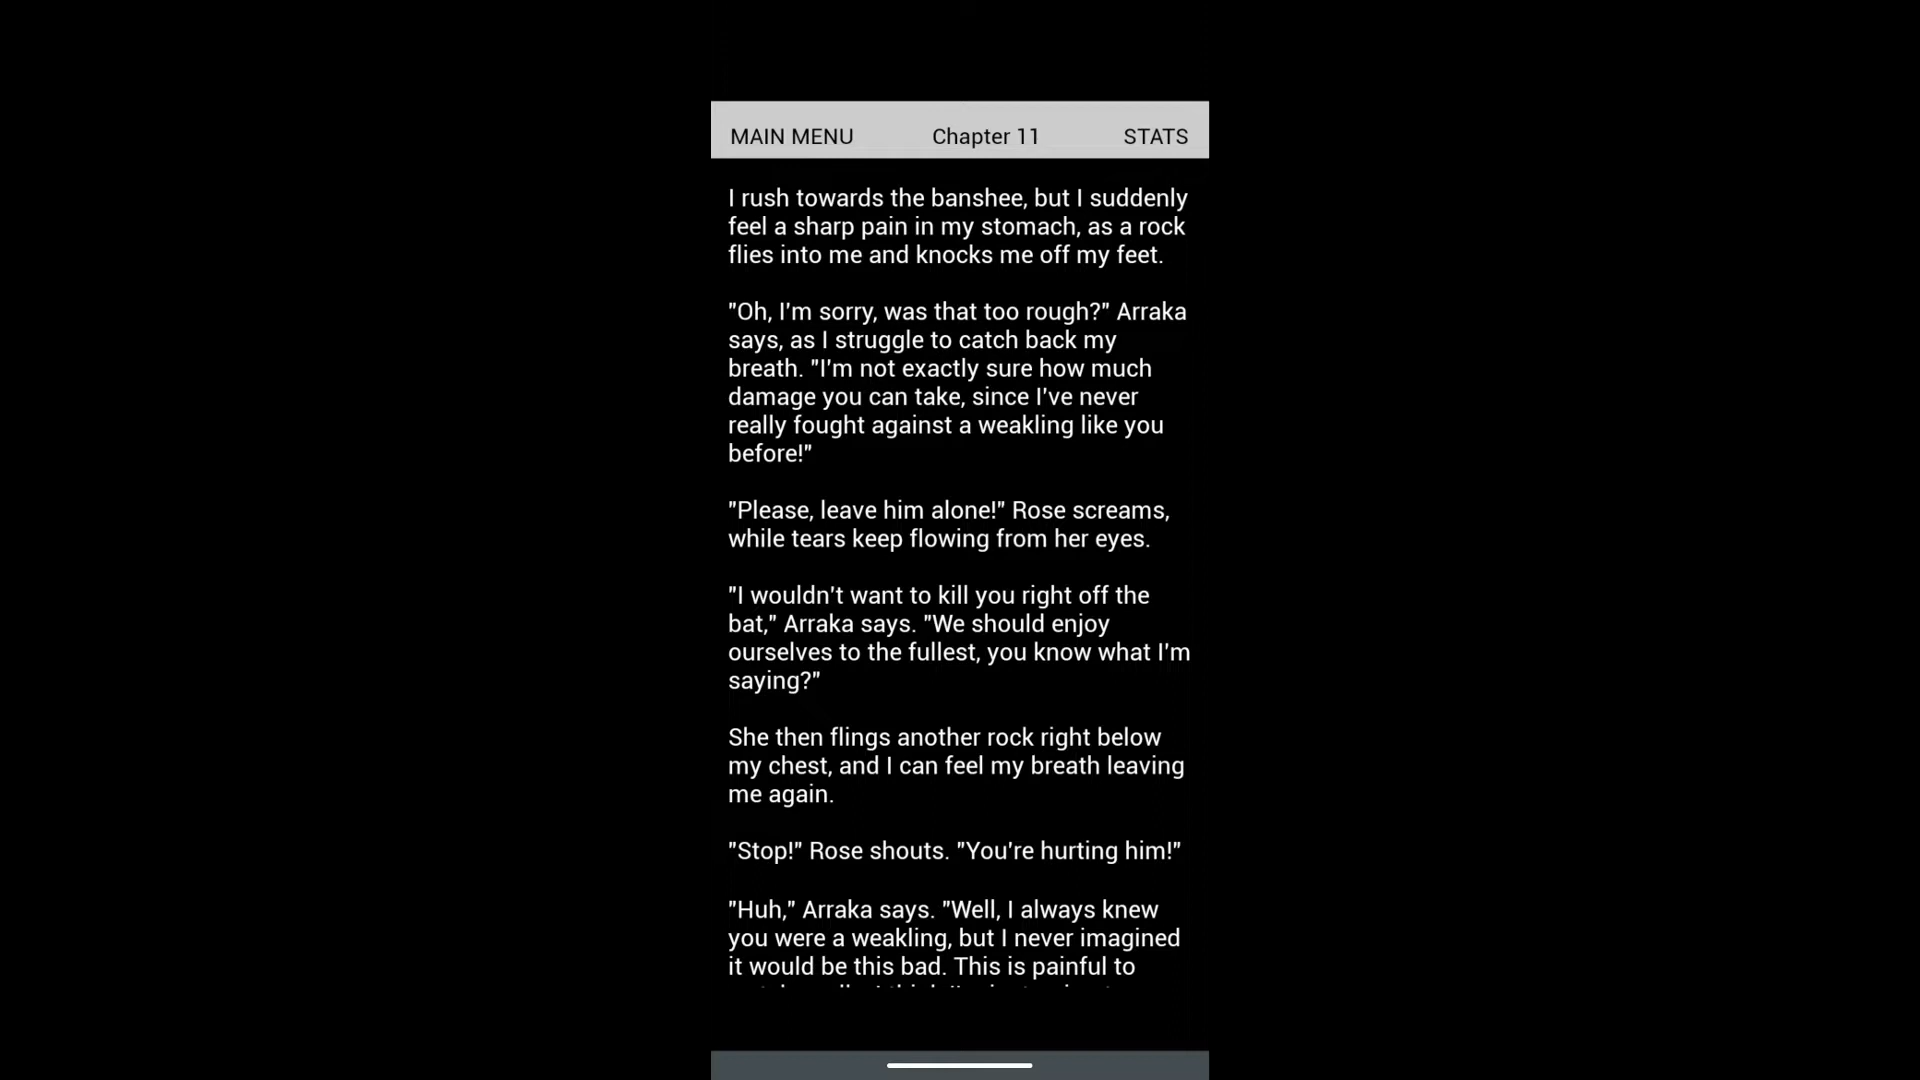 MAIN MENU
Chapter 11
STATS
I rush towards the banshee, but I suddenly
feel a sharp pain in my stomach, as a rock
flies into me and knocks me off my feet.
"Oh, I'm sorry, was that too rough?" Arraka
says, as I struggle to catch back my
breath. "I'm not exactly sure how much
damage you can take, since I've never
really fought against a weakling like you
before!"
"Please, leave him alone!" Rose screams,
while tears keep flowing from her eyes.
"I wouldn't want to kill you right off the
bat," Arraka says. "We should enjoy
ourselves to the fullest, you know what I'm
saying?"
She then flings another rock right below
my chest, and I can feel my breath leaving
me again.
"Stop!" Rose shouts. "You're hurting him!"
"Huh," Arraka says. "Well, I always knew
you were a weakling, but I never imagined
it would be this bad. This is painful to